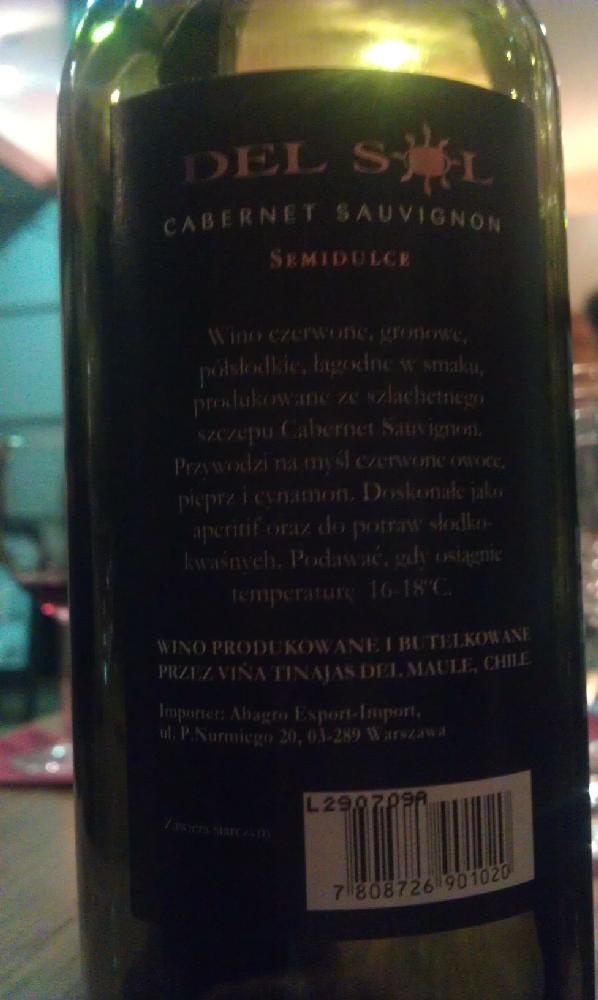 DEL SOL
CABERNET SAUVIGNON
SEMIDULCE
Wino czerwone, gronowe,
półsłodkie, łagodne w smaku,
produkowane ze szlachetnego
szczepu Cabernet Sauvignon.
Przywodzi na myśl czerwone owoce,
pieprz i cynamon. Doskonałe jako
aperitif oraz do potraw słodko-
kwaśnych. Podawać, gdy osiągnie
temperaturę 16-18°C.
WINO PRODUKOWANE I BUTELKOWANE
PRZEZ VIÑA TINAJAS DEL MAULE, CHILE
Importer: Abagro Export-Import,
ul. P.Nurmiego 20, 03-289 Warszawa
Zawiera siarczyny
L290709A
7 808726 901020